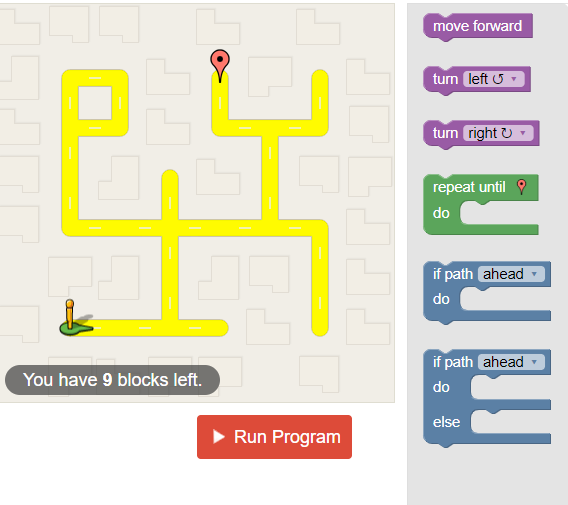 move forward
turn left ↺ ▾
turn right ↻ ▾
repeat until
do
if path ahead ▾
do
if path ahead ▾
do
else
You have 9 blocks left.
Run Program